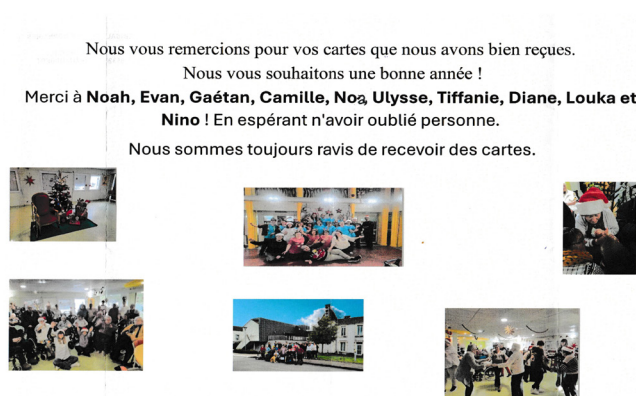 Nous vous remercions pour vos cartes que nous avons bien reçues.
Nous vous souhaitons une bonne année !
Merci à Noah, Evan, Gaétan, Camille, Noa, Ulysse, Tiffanie, Diane, Louka et
Nino ! En espérant n'avoir oublié personne.
Nous sommes toujours ravis de recevoir des cartes.